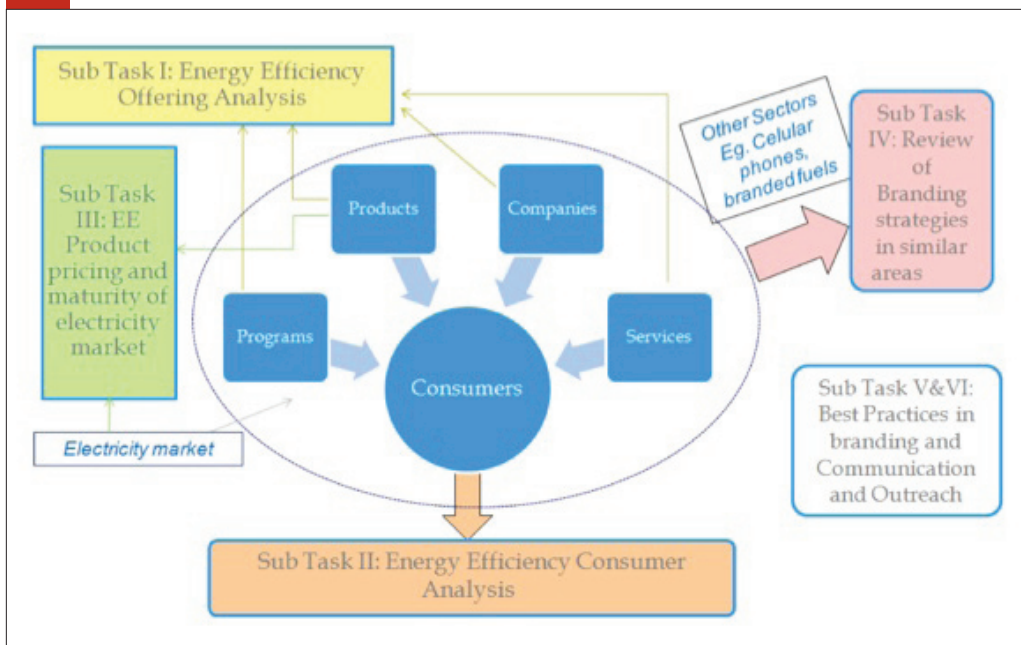 Sub Task I: Energy Efficiency
Offering Analysis
Other Sectors
Eg. Celular
phones,
branded fuels
Sub Task
IV: Review
of
Branding
strategies
in similar
areas
Sub Task
III: EE
Product
pricing and
maturity of
electricity
market
Products
Companies
Programs
Services
Consumers
Electricity market
Sub Task V&VI:
Best Practices in
branding and
Communication
and Outreach
Sub Task II: Energy Efficiency Consumer
Analysis